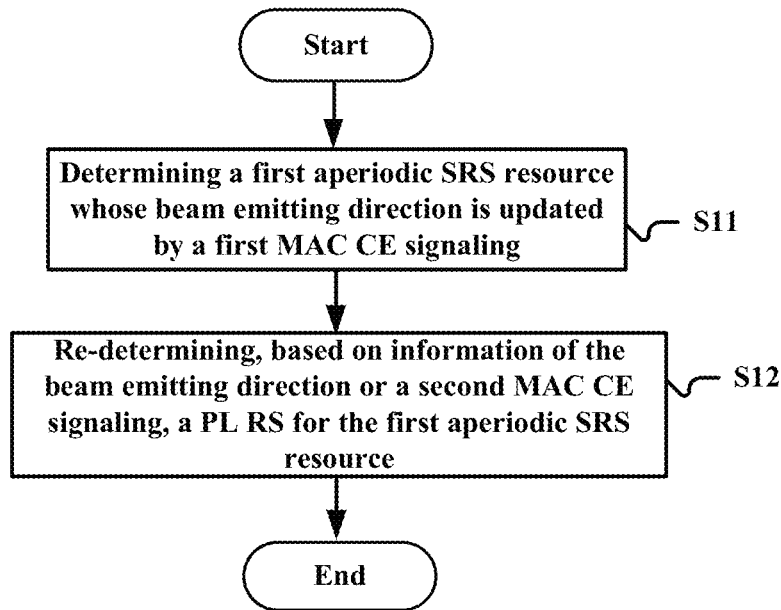 Start
Determining a first aperiodic SRS resource
whose beam emitting direction is updated
by a first MAC CE signaling
S11
Re-determining, based on information of the
beam emitting direction or a second MAC CE
signaling, a PL RS for the first aperiodic SRS
resource
S12
End